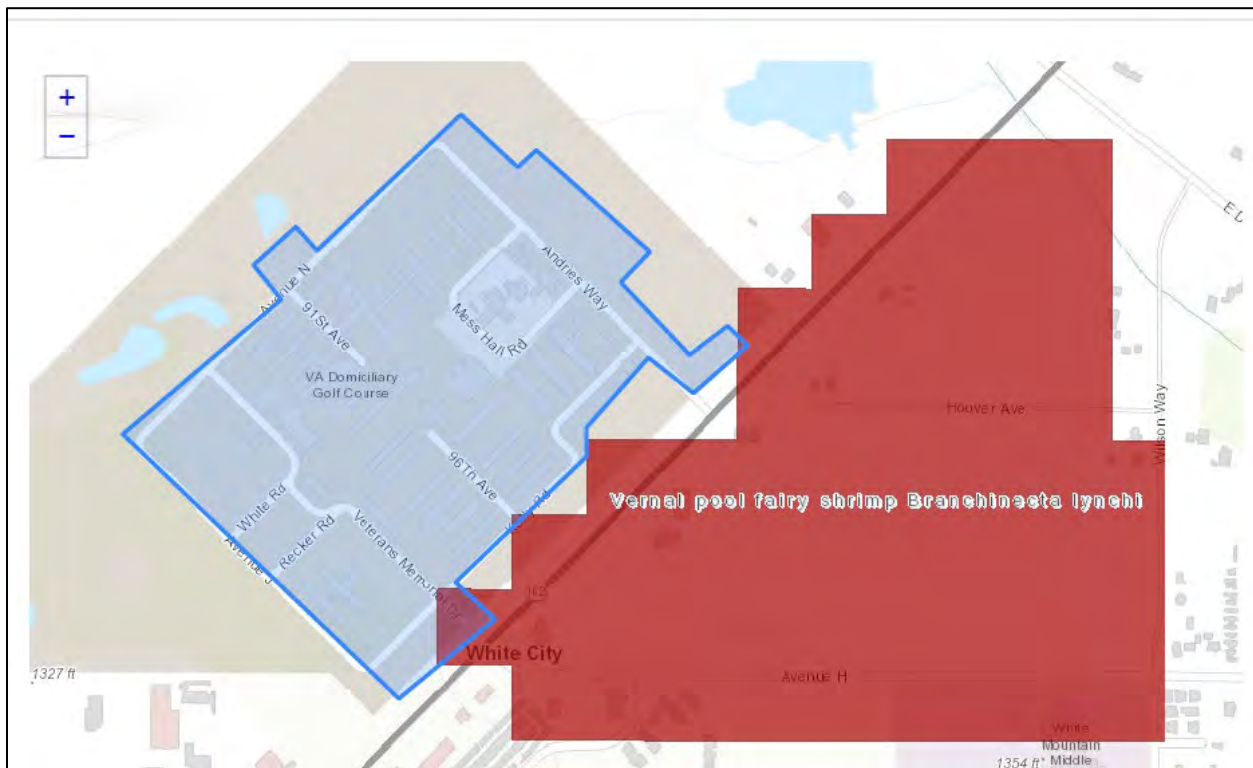 +
−
E D
Avenue N
Andries Way
91St Ave
Mess Hall Rd
VA Domiciliary
Golf Course
Hoover Ave
Wilson Way
96Th Ave
Rd
Vernal pool fairy shrimp Branchinecta lynchi
White Rd
Recker Rd
Avenue J
Veterans Memorial Dr
White City
1327 ft
Avenue H
White
Mountain
Middle
1354 ft